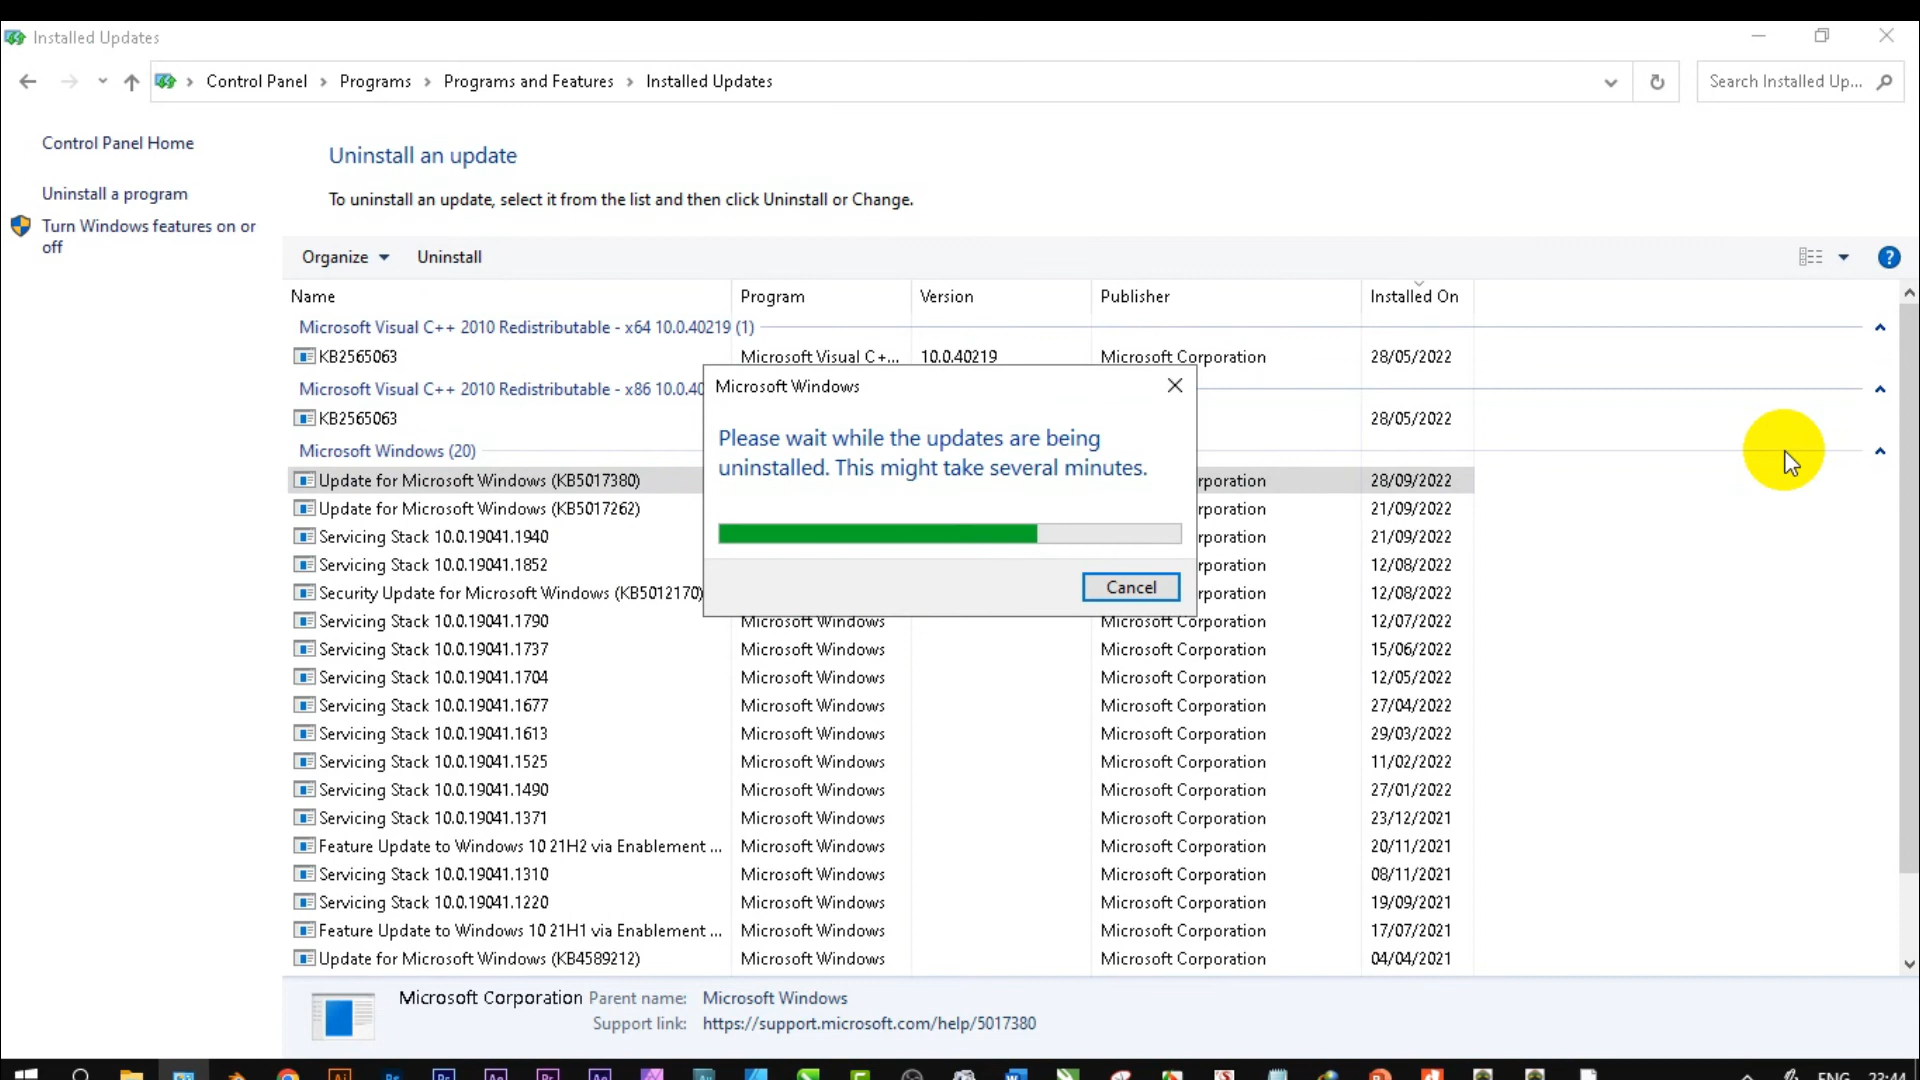 Installed Updates
Control Panel > Programs > Programs and Features > Installed Updates
Search Installed Up...
Control Panel Home
Uninstall a program
Turn Windows features on or
off
Uninstall an update
To uninstall an update, select it from the list and then click Uninstall or Change.
Organize Uninstall
Name Program Version Publisher Installed On
Microsoft Visual C++ 2010 Redistributable - x64 10.0.40219 (1)
KB2565063 Microsoft Visual C+... 10.0.40219 Microsoft Corporation 28/05/2022
Microsoft Visual C++ 2010 Redistributable - x86 10.0.40
KB2565063 28/05/2022
Microsoft Windows (20)
Update for Microsoft Windows (KB5017380) rporation 28/09/2022
Update for Microsoft Windows (KB5017262) rporation 21/09/2022
Servicing Stack 10.0.19041.1940 rporation 21/09/2022
Servicing Stack 10.0.19041.1852 rporation 12/08/2022
Security Update for Microsoft Windows (KB5012170) rporation 12/08/2022
Servicing Stack 10.0.19041.1790 Microsoft Windows Microsoft Corporation 12/07/2022
Servicing Stack 10.0.19041.1737 Microsoft Windows Microsoft Corporation 15/06/2022
Servicing Stack 10.0.19041.1704 Microsoft Windows Microsoft Corporation 12/05/2022
Servicing Stack 10.0.19041.1677 Microsoft Windows Microsoft Corporation 27/04/2022
Servicing Stack 10.0.19041.1613 Microsoft Windows Microsoft Corporation 29/03/2022
Servicing Stack 10.0.19041.1525 Microsoft Windows Microsoft Corporation 11/02/2022
Servicing Stack 10.0.19041.1490 Microsoft Windows Microsoft Corporation 27/01/2022
Servicing Stack 10.0.19041.1371 Microsoft Windows Microsoft Corporation 23/12/2021
Feature Update to Windows 10 21H2 via Enablement ... Microsoft Windows Microsoft Corporation 20/11/2021
Servicing Stack 10.0.19041.1310 Microsoft Windows Microsoft Corporation 08/11/2021
Servicing Stack 10.0.19041.1220 Microsoft Windows Microsoft Corporation 19/09/2021
Feature Update to Windows 10 21H1 via Enablement ... Microsoft Windows Microsoft Corporation 17/07/2021
Update for Microsoft Windows (KB4589212) Microsoft Windows Microsoft Corporation 04/04/2021
Microsoft Windows
Please wait while the updates are being
uninstalled. This might take several minutes.
Cancel
Microsoft Corporation Parent name: Microsoft Windows
Support link: https://support.microsoft.com/help/5017380
ENG 23:44